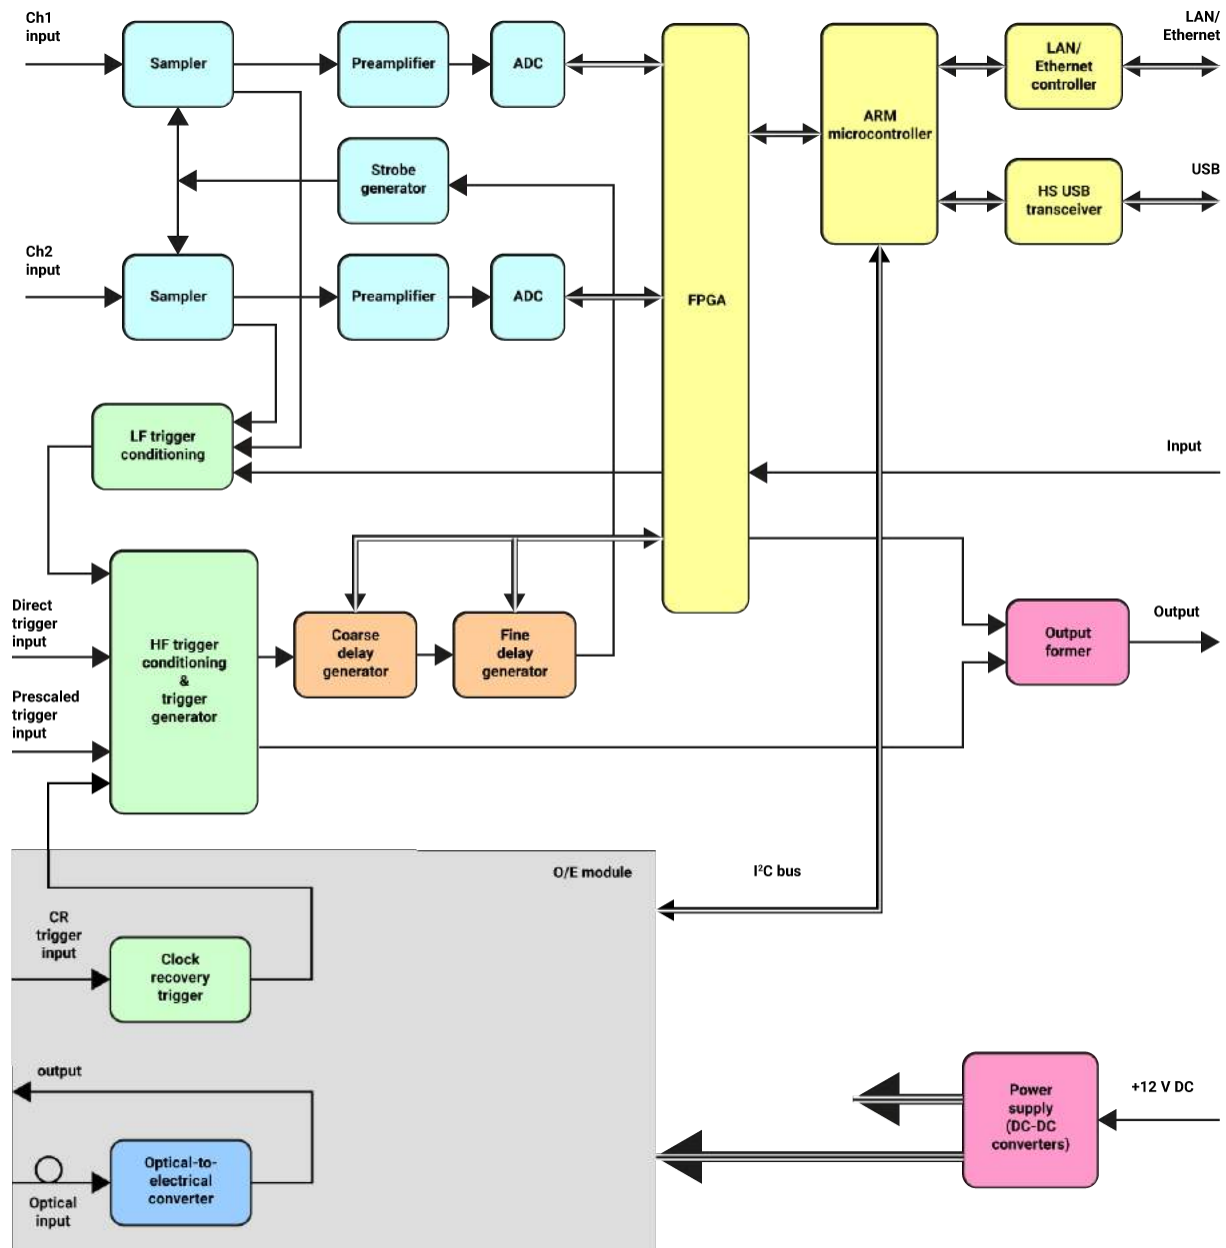 Ch1
input
Sampler
Preamplifier
ADC
LAN/
Ethernet
controller
LAN/
Ethernet
ARM
microcontroller
Strobe
generator
HS USB
transceiver
USB
Ch2
input
Sampler
Preamplifier
ADC
FPGA
LF trigger
conditioning
Input
Direct
trigger
input
HF trigger
conditioning
&
trigger
generator
Coarse
delay
generator
Fine
delay
generator
Output
former
Output
Prescaled
trigger
input
O/E module
I²C bus
CR
trigger
input
Clock
recovery
trigger
output
Optical-to-
electrical
converter
Optical
input
Power
supply
(DC-DC
converters)
+12 V DC